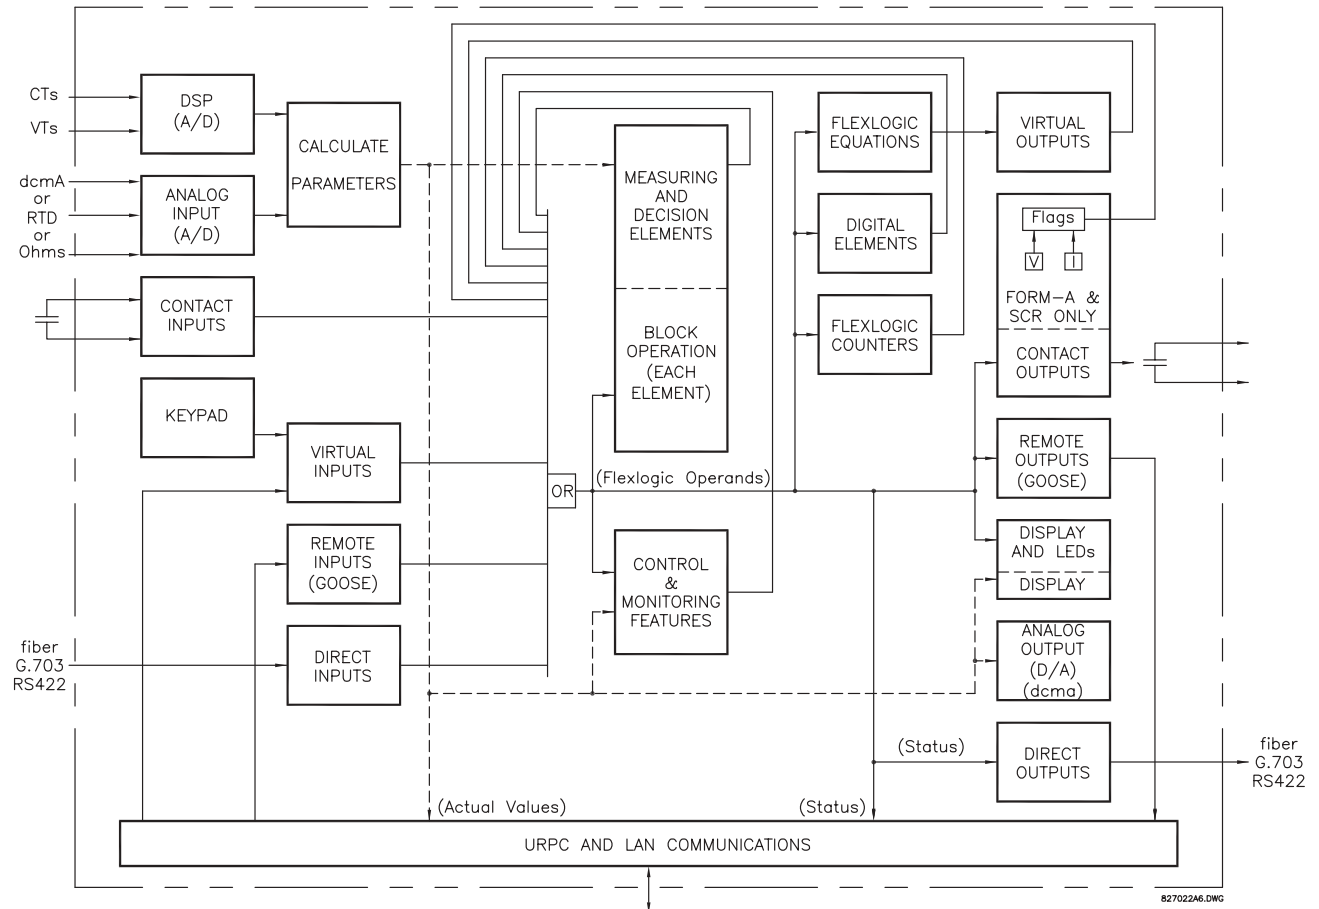 CTs
VTs
dcmA
or
RTD
or
Ohms
DSP
(A/D)
ANALOG
INPUT
(A/D)
CALCULATE
PARAMETERS
CONTACT
INPUTS
KEYPAD
VIRTUAL
INPUTS
REMOTE
INPUTS
(GOOSE)
fiber
G.703
RS422
DIRECT
INPUTS
OR
MEASURING
AND
DECISION
ELEMENTS
BLOCK
OPERATION
(EACH
ELEMENT)
(Flexlogic Operands)
CONTROL
&
MONITORING
FEATURES
FLEXLOGIC
EQUATIONS
DIGITAL
ELEMENTS
FLEXLOGIC
COUNTERS
VIRTUAL
OUTPUTS
Flags
V
I
FORM-A &
SCR ONLY
CONTACT
OUTPUTS
REMOTE
OUTPUTS
(GOOSE)
DISPLAY
AND LEDs
DISPLAY
ANALOG
OUTPUT
(D/A)
(dcma)
(Status)
DIRECT
OUTPUTS
fiber
G.703
RS422
(Actual Values)
(Status)
URPC AND LAN COMMUNICATIONS
827022A6.DWG